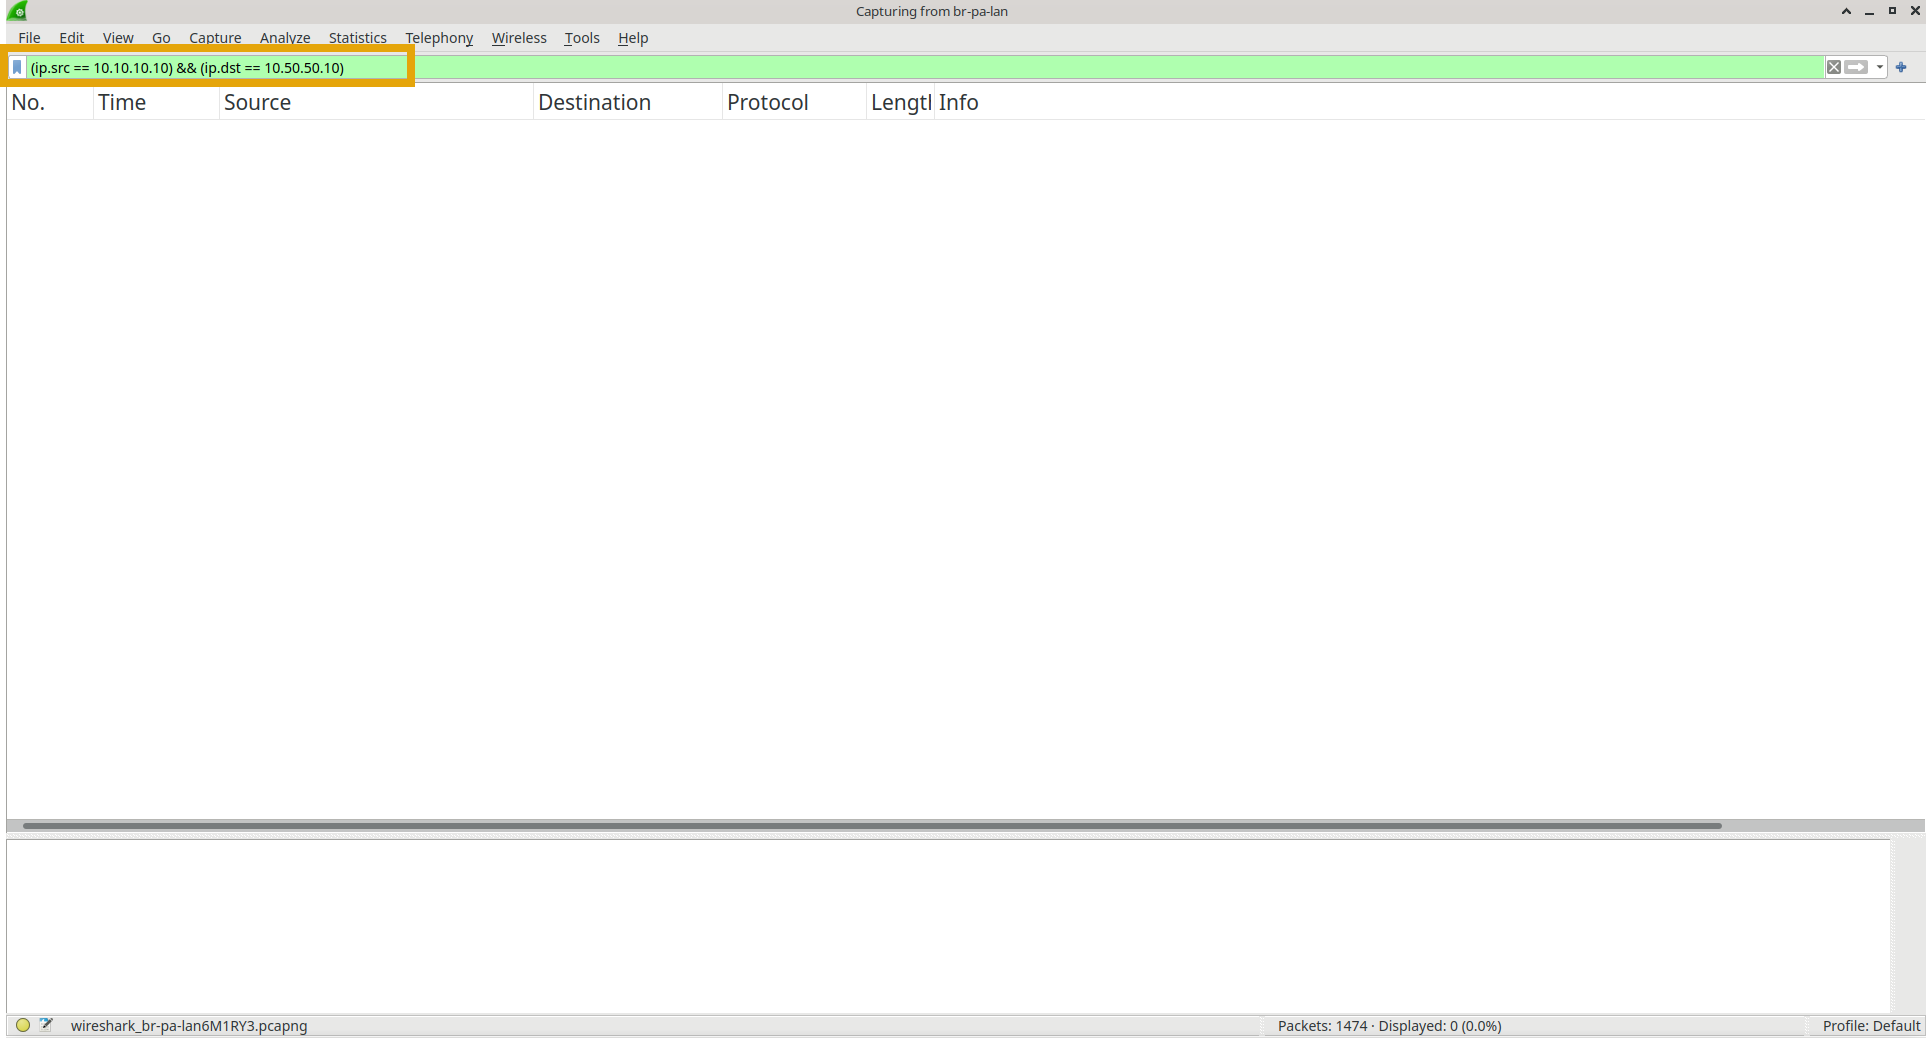 Capturing from br-pa-lan
File Edit View Go Capture Analyze Statistics Telephony Wireless Tools Help
(ip.src == 10.10.10.10) && (ip.dst == 10.50.50.10)
No. Time Source Destination Protocol Lengtl Info
wireshark_br-pa-lan6M1RY3.pcapng Packets: 1474 · Displayed: 0 (0.0%) Profile: Default